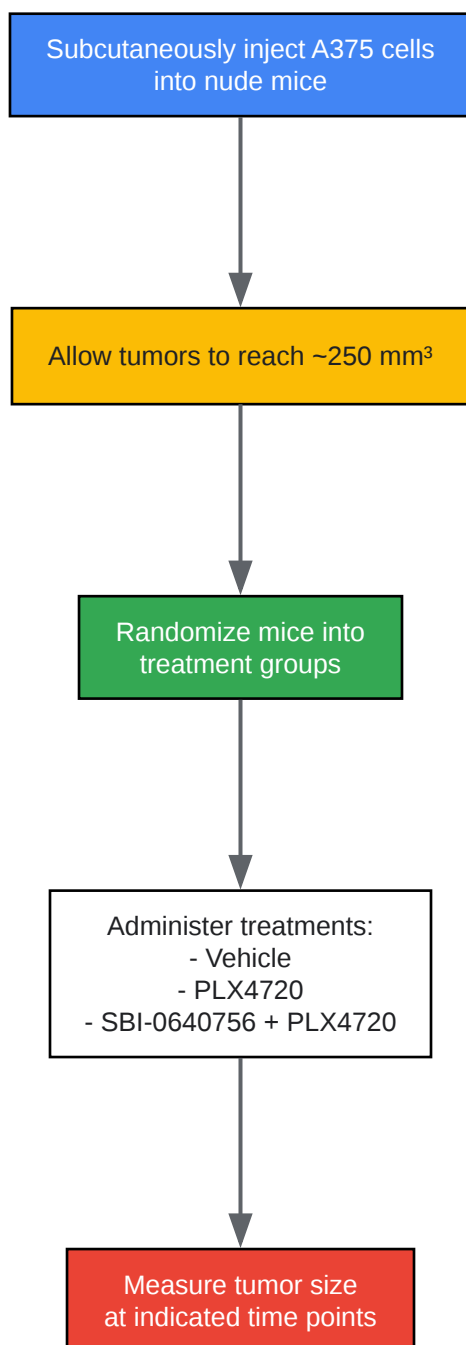 Subcutaneously inject A375 cells
into nude mice
Allow tumors to reach ~250 mm³
Randomize mice into
treatment groups
Administer treatments:
- Vehicle
- PLX4720
- SBI-0640756 + PLX4720
Measure tumor size
at indicated time points